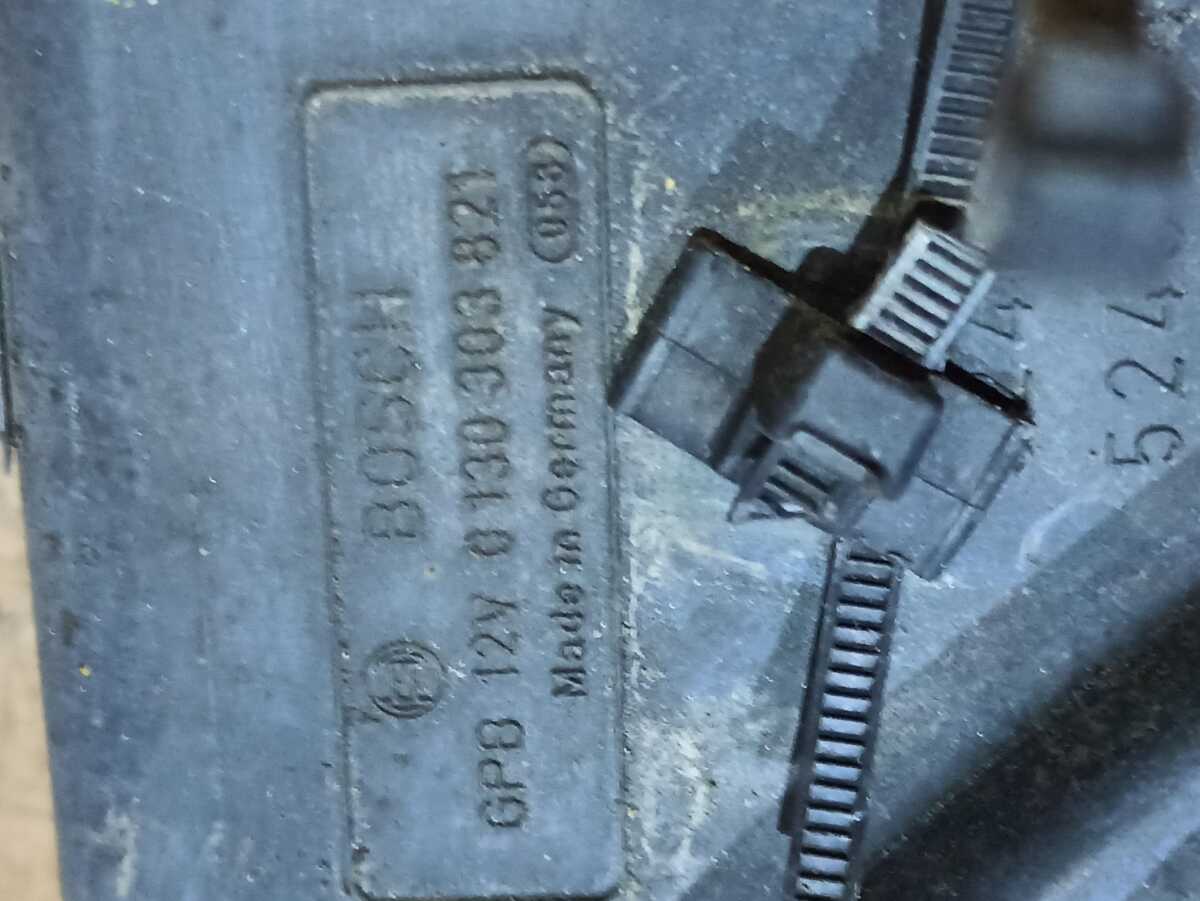 BOSCH
GPB 12V 0 130 303 821
Made in Germany (053)
524